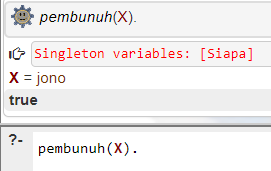 pembunuh(X).
Singleton variables: [Siapa]
X = jono
true
?- pembunuh(X).